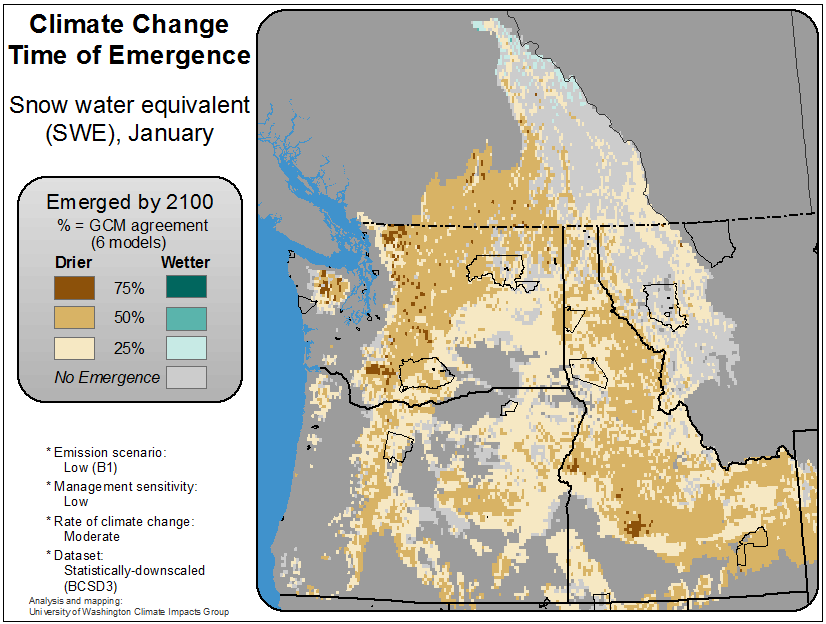 Climate Change
Time of Emergence
Snow water equivalent
(SWE), January
Emerged by 2100
% = GCM agreement
(6 models)
Drier Wetter
75%
50%
25%
No Emergence
* Emission scenario:
Low (B1)
* Management sensitivity:
Low
* Rate of climate change:
Moderate
* Dataset:
Statistically-downscaled
(BCSD3)
Analysis and mapping:
University of Washington Climate Impacts Group